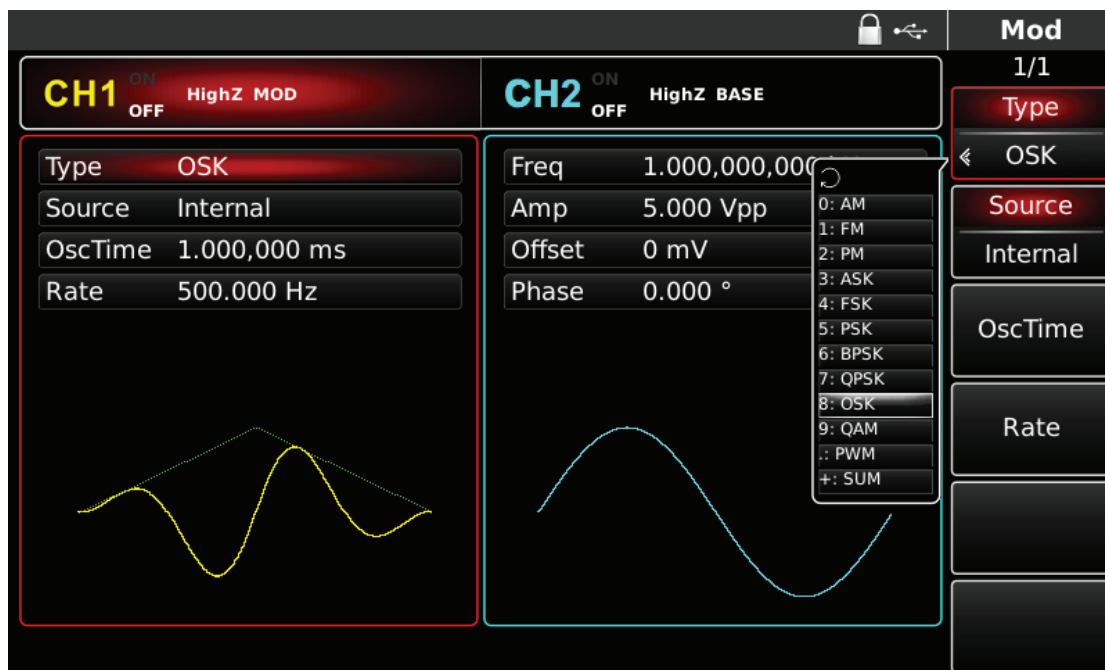 Mod
1/1
CH1 ON OFF HighZ MOD
CH2 ON OFF HighZ BASE
Type OSK
Source Internal
OscTime 1.000,000 ms
Rate 500.000 Hz
Freq 1.000,000,000
Amp 5.000 Vpp
Offset 0 mV
Phase 0.000 °
0: AM
1: FM
2: PM
3: ASK
4: FSK
5: PSK
6: BPSK
7: QPSK
8: OSK
9: QAM
.: PWM
+: SUM
Type
OSK
Source
Internal
OscTime
Rate